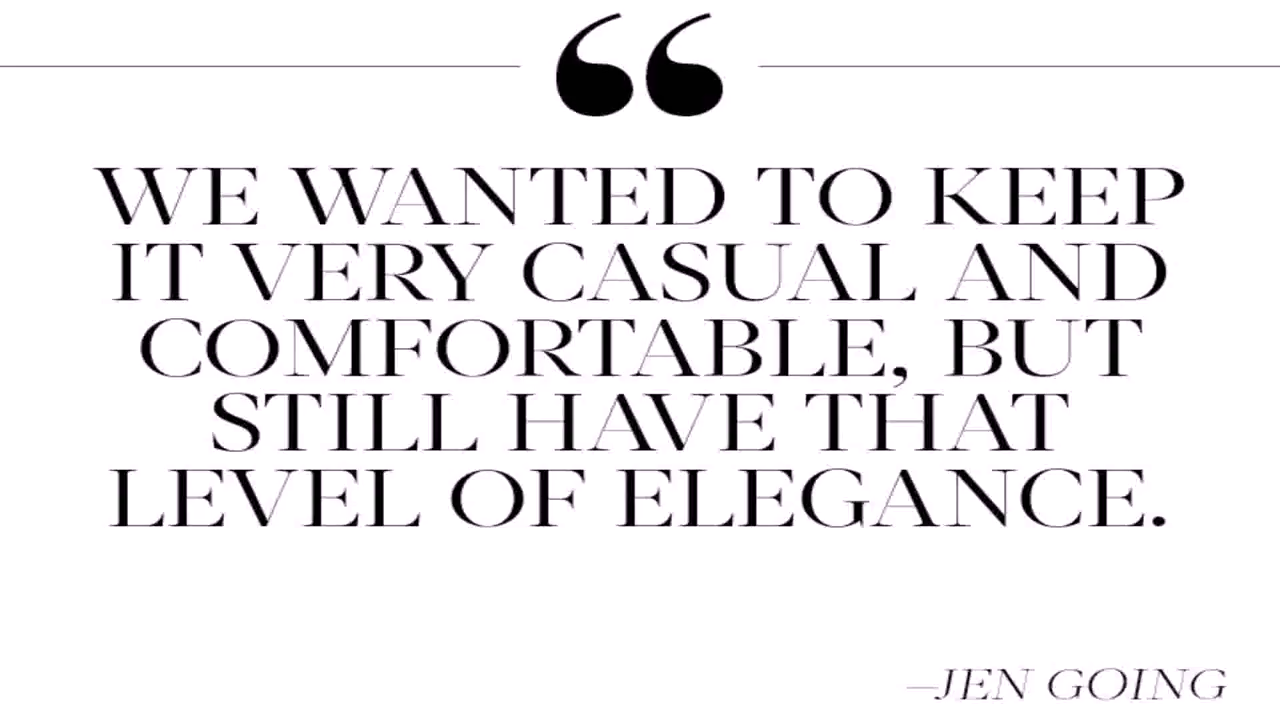 “
WE WANTED TO KEEP
IT VERY CASUAL AND
COMFORTABLE, BUT
STILL HAVE THAT
LEVEL OF ELEGANCE.
–JEN GOING